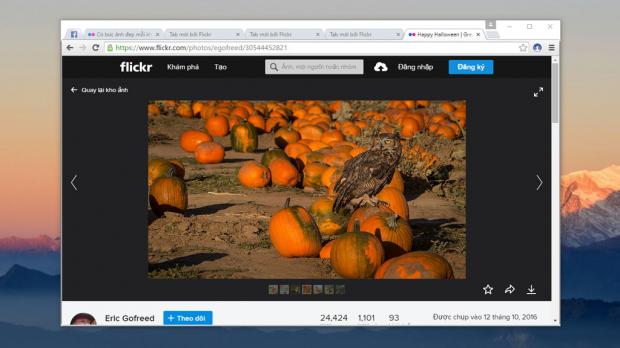 Có bức ảnh đẹp mỗi kh
Tab mới bởi Flickr
Tab mới bởi Flickr
Tab mới bởi Flickr
Happy Halloween | Gre
https://www.flickr.com/photos/egofreed/30544452821
flickr
Khám phá
Tạo
Ảnh, mọi người hoặc nhóm
Đăng nhập
Đăng ký
Quay lại kho ảnh
Eric Gofreed
+ Theo dõi
24,424
1,101
93
Được chụp vào 12 tháng 10, 2016